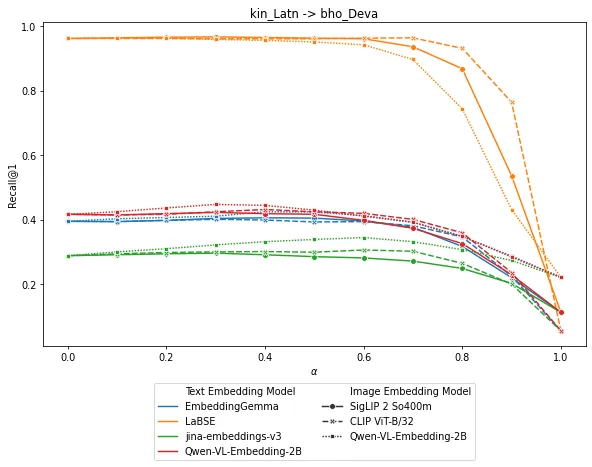 kin_Latn -> bho_Deva
1.0
0.8
0.6
0.4
0.2
Recall@1
0.0 0.2 0.4 0.6 0.8 1.0
α
Text Embedding Model Image Embedding Model
EmbeddingGemma SigLIP 2 So400m
LaBSE CLIP ViT-B/32
jina-embeddings-v3 Qwen-VL-Embedding-2B
Qwen-VL-Embedding-2B